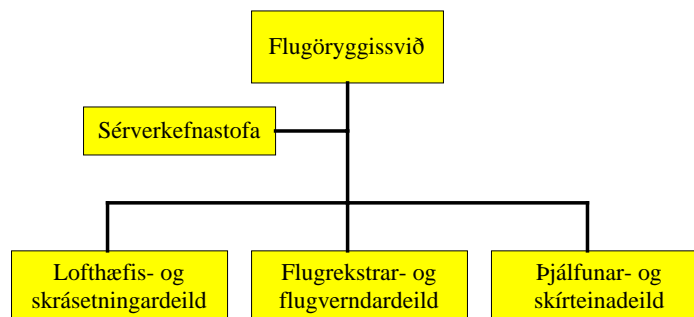 Flugöryggissvið
Sérverkefnastofa
Lofthæfis- og
skrásetningardeild
Flugrekstrar- og
flugverndardeild
Þjálfunar- og
skírteinadeild